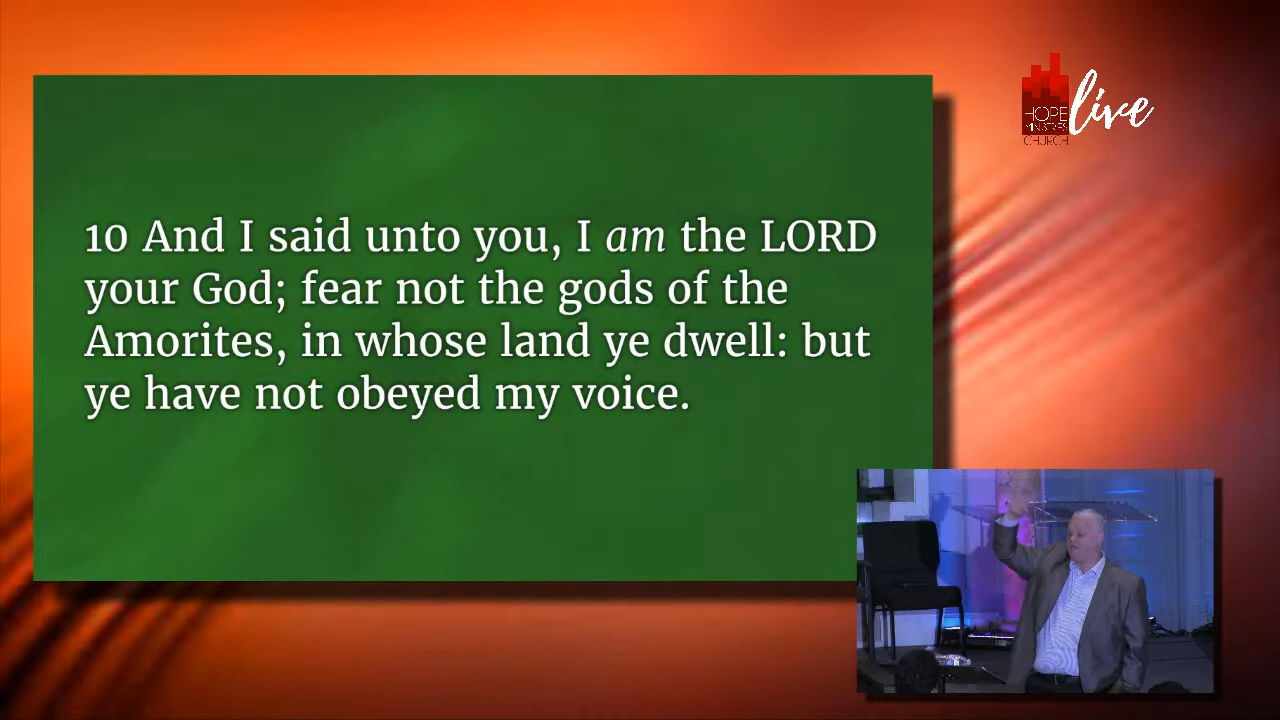 HOPE
MINISTRIES
CHURCH
live
10 And I said unto you, I am the LORD
your God; fear not the gods of the
Amorites, in whose land ye dwell: but
ye have not obeyed my voice.